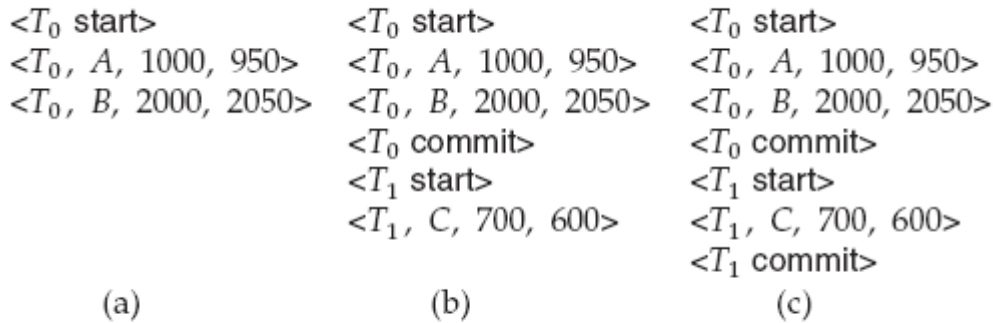 <T₀ start>
<T₀, A, 1000, 950>
<T₀, B, 2000, 2050>
(a)
<T₀ start>
<T₀, A, 1000, 950>
<T₀, B, 2000, 2050>
<T₀ commit>
<T₁ start>
<T₁, C, 700, 600>
(b)
<T₀ start>
<T₀, A, 1000, 950>
<T₀, B, 2000, 2050>
<T₀ commit>
<T₁ start>
<T₁, C, 700, 600>
<T₁ commit>
(c)